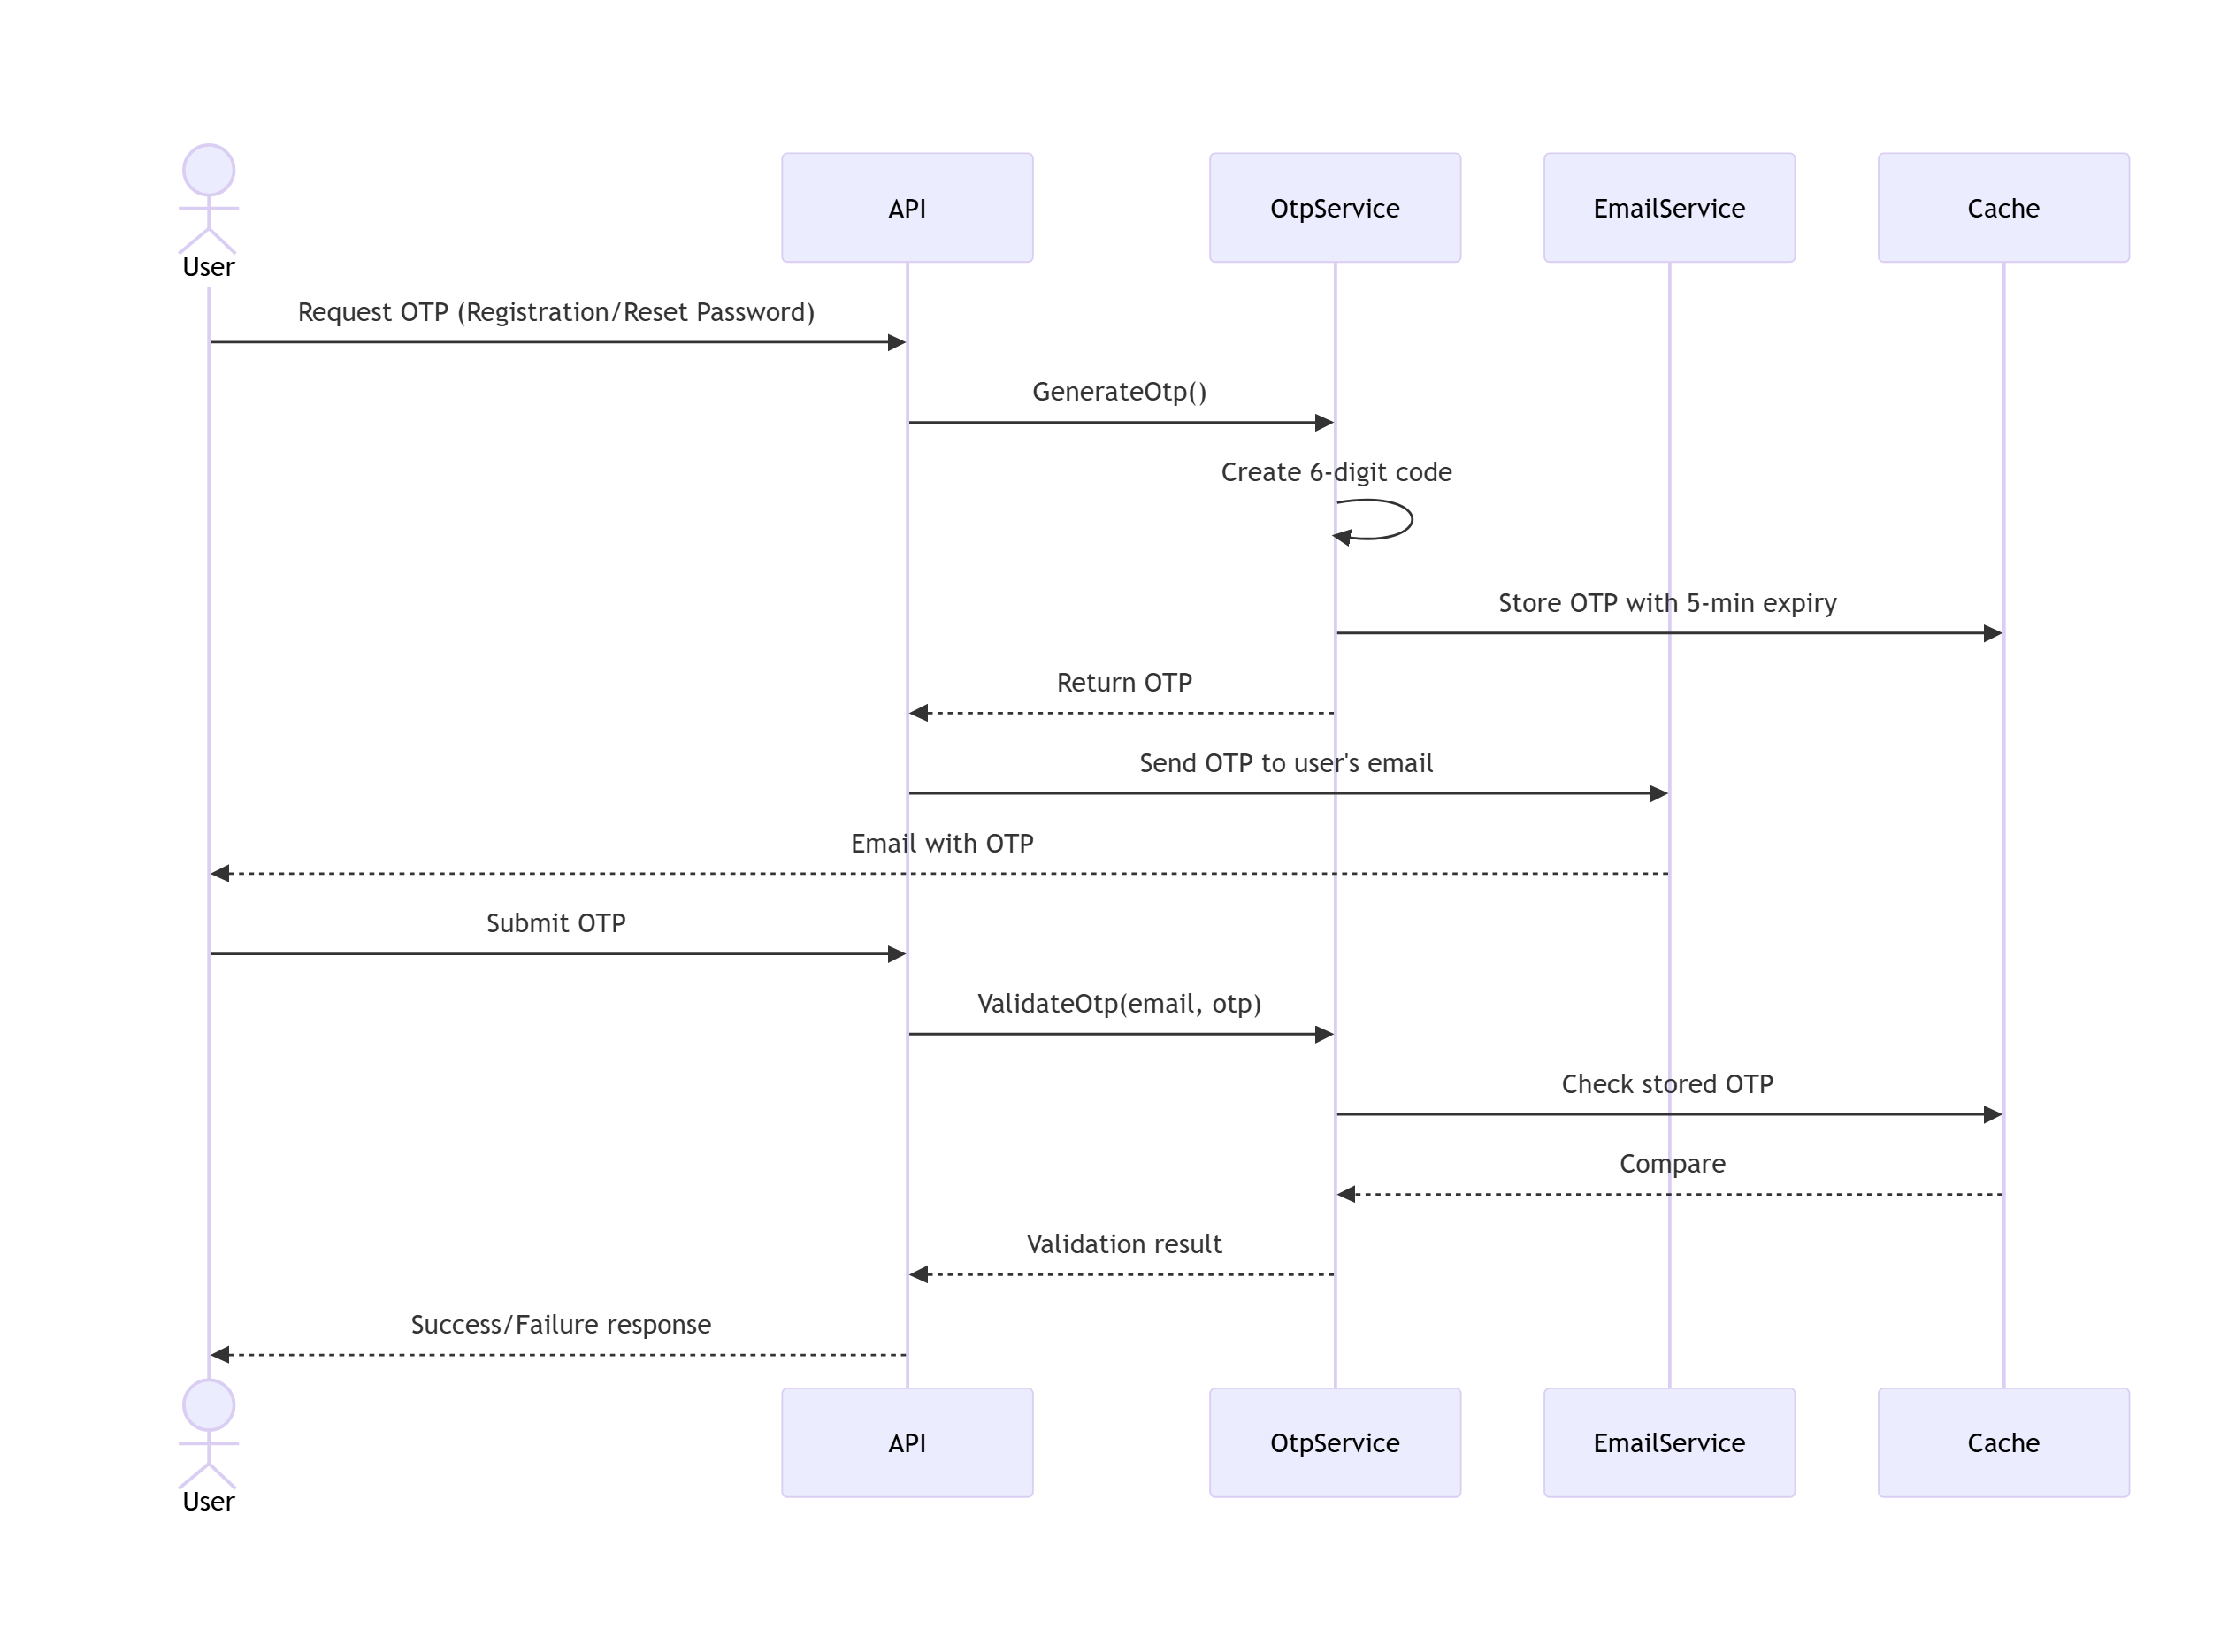 User
API
OtpService
EmailService
Cache
Request OTP (Registration/Reset Password)
GenerateOtp()
Create 6-digit code
Store OTP with 5-min expiry
Return OTP
Send OTP to user's email
Email with OTP
Submit OTP
ValidateOtp(email, otp)
Check stored OTP
Compare
Validation result
Success/Failure response
User
API
OtpService
EmailService
Cache